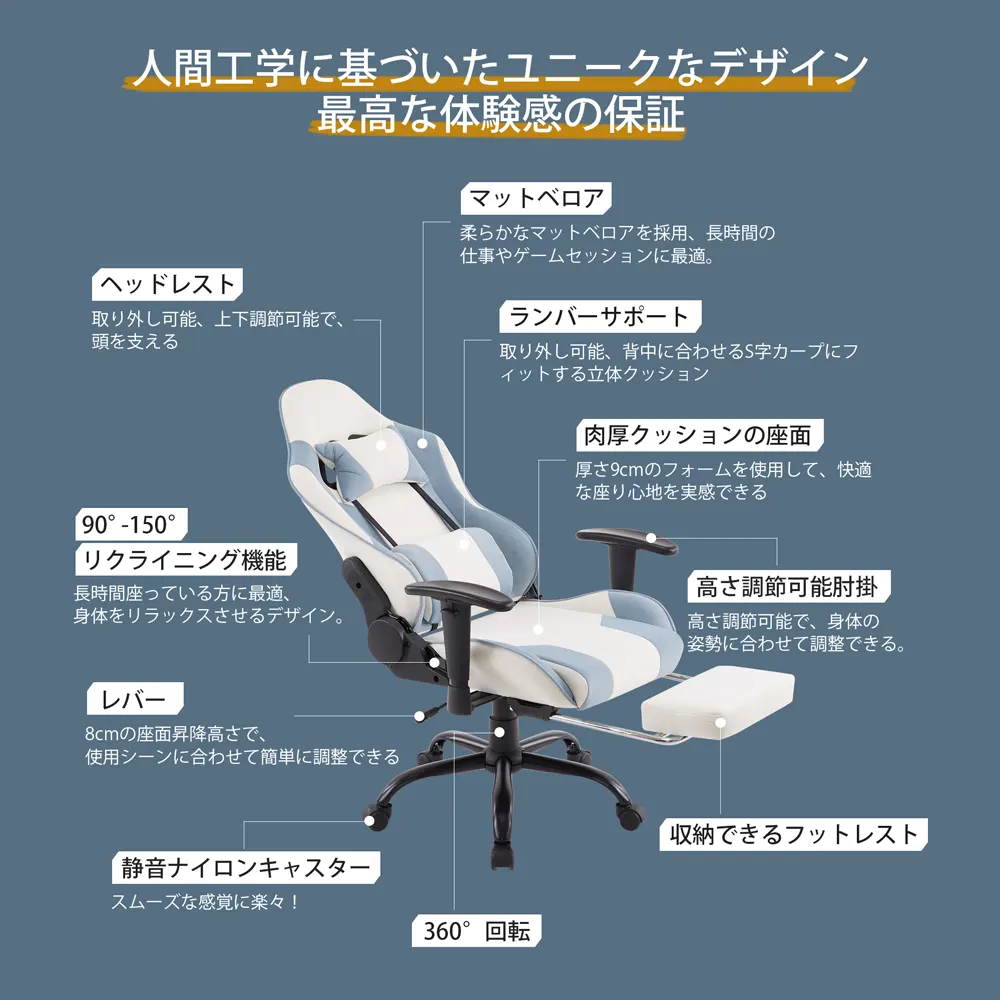 人間工学に基づいたユニークなデザイン
最高な体験感の保証
マットベロア
柔らかなマットベロアを採用、長時間の
仕事やゲームセッションに最適。
ヘッドレスト
取り外し可能、上下調節可能で、
頭を支える
ランバーサポート
取り外し可能、背中に合わせるS字カーブにフ
ィットする立体クッション
肉厚クッションの座面
厚さ9cmのフォームを使用して、快適
な座り心地を実感できる
90° -150°
リクライニング機能
長時間座っている方に最適、
身体をリラックスさせるデザイン。
高さ調節可能肘掛
高さ調節可能で、身体の
姿勢に合わせて調整できる。
レバー
8cmの座面昇降高さで、
使用シーンに合わせて簡単に調整できる
収納できるフットレスト
静音ナイロンキャスター
スムーズな感覚に楽々！
360° 回転